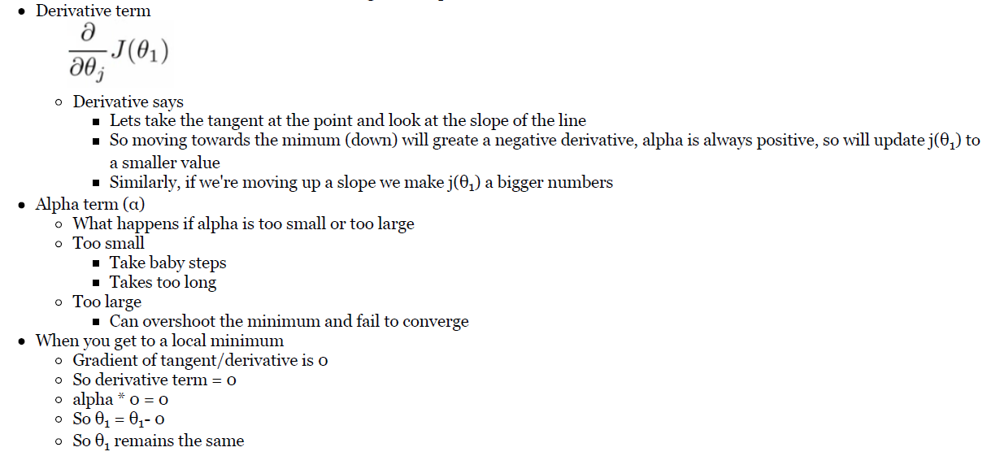 Derivative term
∂/∂θⱼ J(θ₁)
Derivative says
Lets take the tangent at the point and look at the slope of the line
So moving towards the mimum (down) will greate a negative derivative, alpha is always positive, so will update j(θ₁) to
a smaller value
Similarly, if we're moving up a slope we make j(θ₁) a bigger numbers
Alpha term (α)
What happens if alpha is too small or too large
Too small
Take baby steps
Takes too long
Too large
Can overshoot the minimum and fail to converge
When you get to a local minimum
Gradient of tangent/derivative is 0
So derivative term = 0
alpha * 0 = 0
So θ₁ = θ₁- 0
So θ₁ remains the same